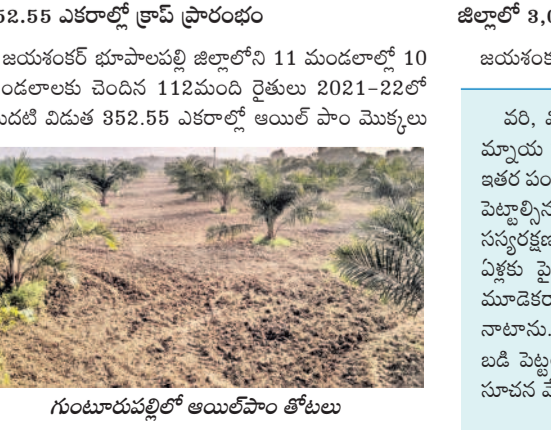 52.55 ఎకరాల్లో క్రాప్ ప్రారంభం
జయశంకర్ భూపాలపల్లి జిల్లాలోని 11 మండలాల్లో 10
మండలాలకు చెందిన 112మంది రైతులు 2021-22లో
మొదటి విడుత 352.55 ఎకరాల్లో ఆయిల్ పాం మొక్కలు
గుంటూరుపల్లిలో ఆయిల్‌పాం తోటలు
జిల్లాలో 3,0
జయశంక
వరి, 
మ్నాయ
ఇతర పం
పెట్టాల్సిన
సస్యరక్షణ
ఏళ్లకు పై
మూడెకర
నాటాను.
బడి పెట్ట
సూచన మే